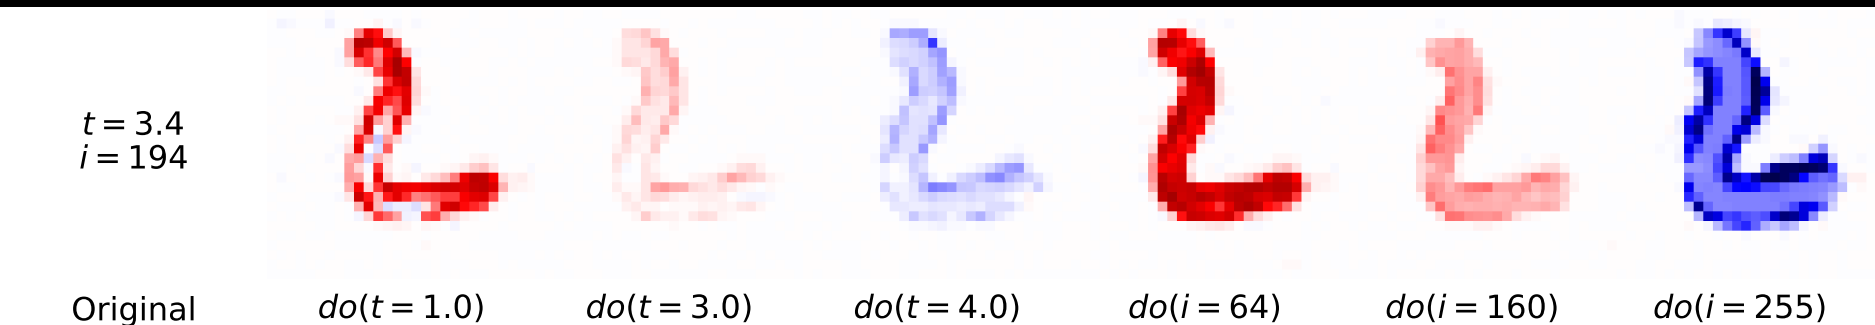 t = 3.4
i = 194
Original
do(t = 1.0)
do(t = 3.0)
do(t = 4.0)
do(i = 64)
do(i = 160)
do(i = 255)